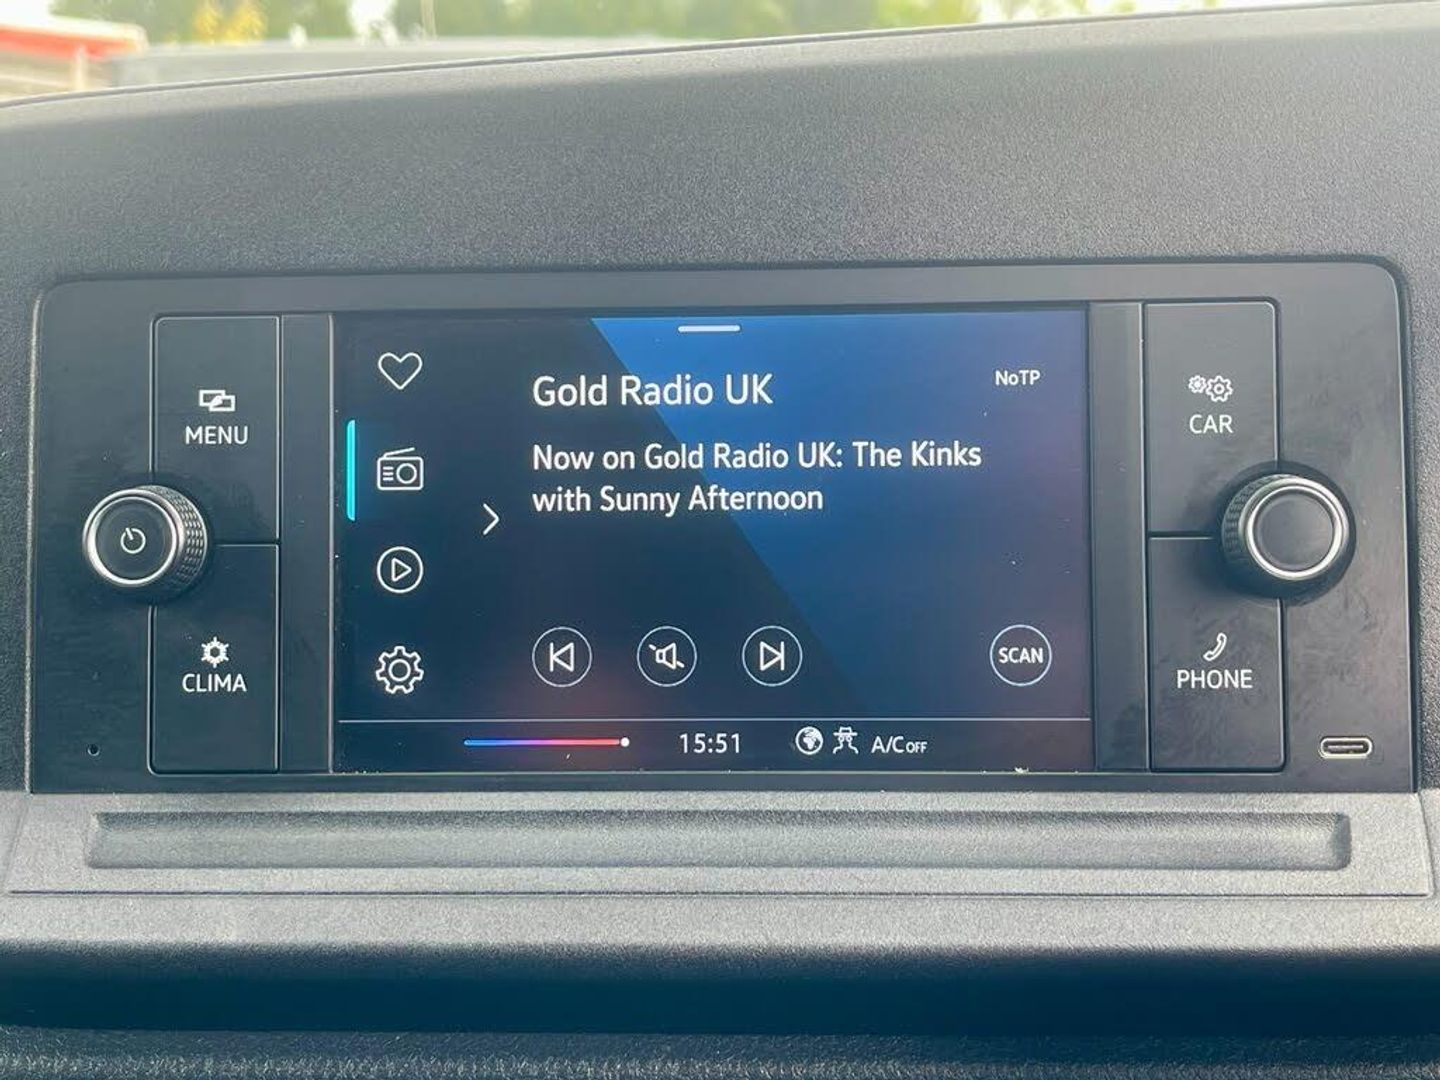 MENU
CLIMA
Gold Radio UK
NoTP
Now on Gold Radio UK: The Kinks
with Sunny Afternoon
SCAN
15:51
A/C OFF
CAR
PHONE